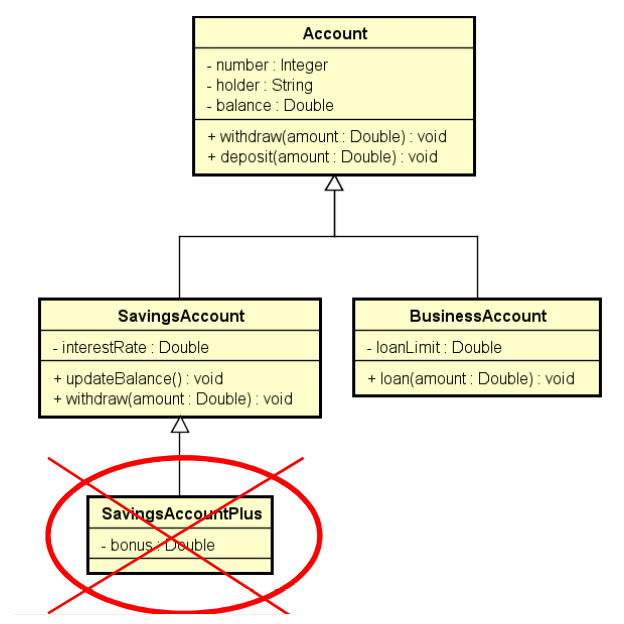 Account
- number : Integer
- holder : String
- balance : Double
+ withdraw(amount : Double) : void
+ deposit(amount : Double) : void
SavingsAccount
- interestRate : Double
+ updateBalance() : void
+ withdraw(amount : Double) : void
BusinessAccount
- loanLimit : Double
+ loan(amount : Double) : void
SavingsAccountPlus
- bonus : Double